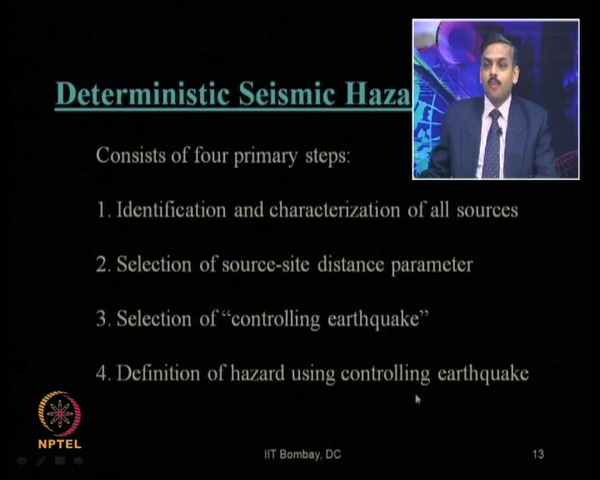 Deterministic Seismic Haza
Consists of four primary steps:
1. Identification and characterization of all sources
2. Selection of source-site distance parameter
3. Selection of “controlling earthquake”
4. Definition of hazard using controlling earthquake
NPTEL
IIT Bombay, DC
13